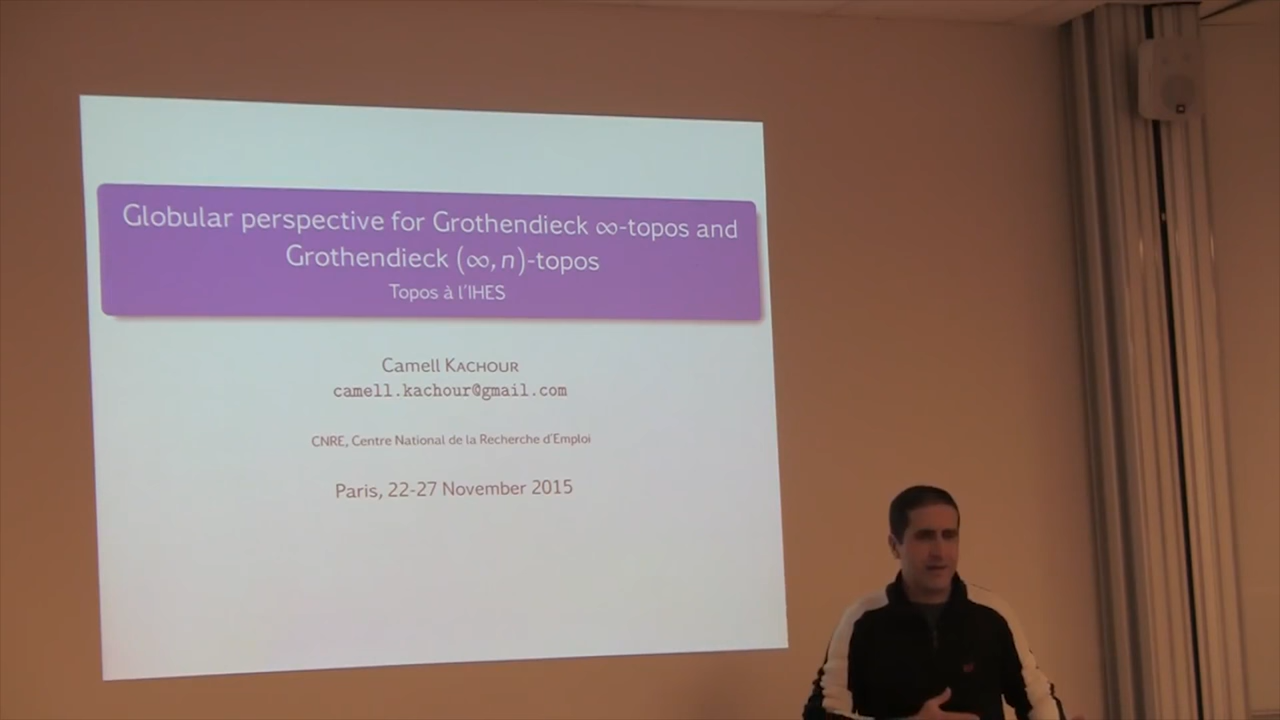 Globular perspective for Grothendieck ∞-topos and
Grothendieck (∞, n)-topos
Topos à l'IHES
Camell KACHOUR
camell.kachour@gmail.com
CNRE, Centre National de la Recherche d'Emploi
Paris, 22-27 November 2015